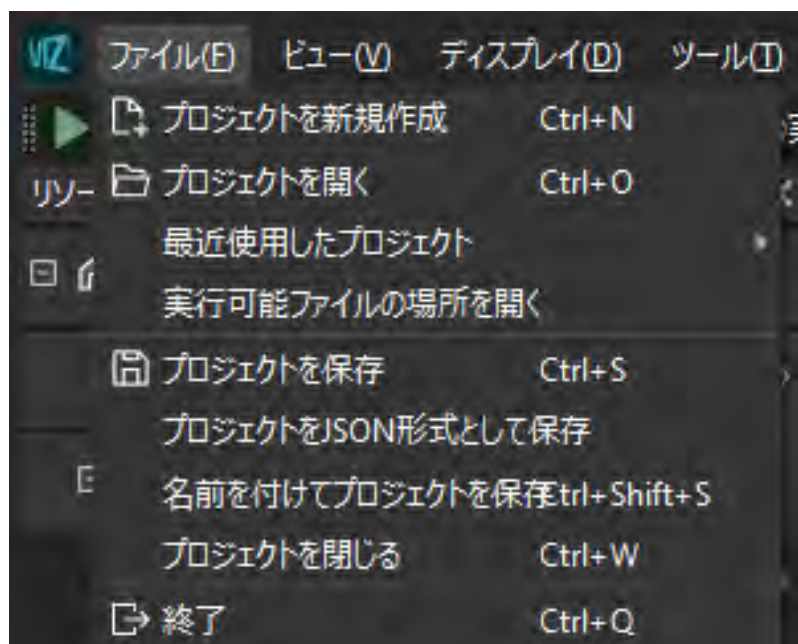 VIZ ファイル(F) ビュー(V) ディスプレイ(D) ツール(T)
プロジェクトを新規作成 Ctrl+N
プロジェクトを開く Ctrl+O
リソー
最近使用したプロジェクト
実行可能ファイルの場所を開く
プロジェクトを保存 Ctrl+S
プロジェクトをJSON形式として保存
名前を付けてプロジェクトを保存Ctrl+Shift+S
プロジェクトを閉じる Ctrl+W
終了 Ctrl+Q